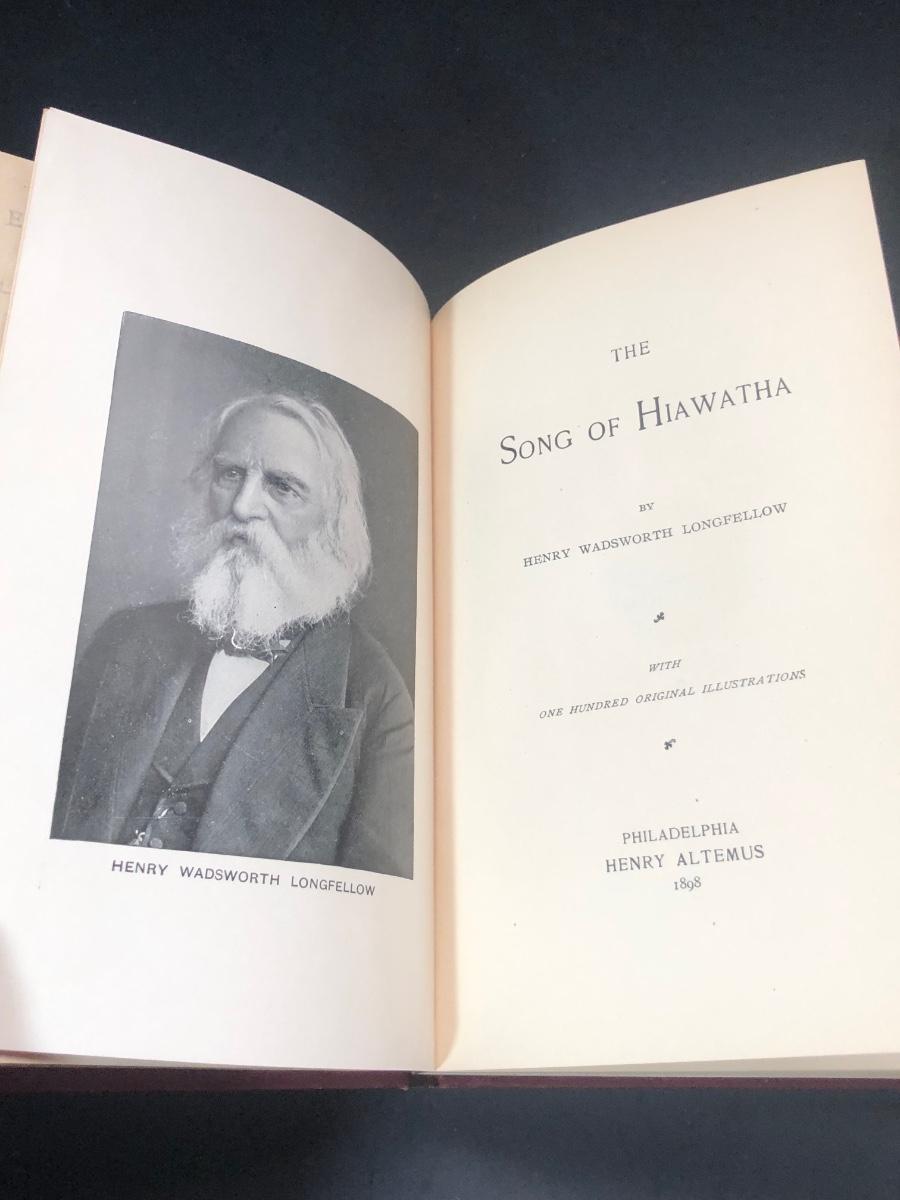 HENRY WADSWORTH LONGFELLOW
THE
SONG OF HIAWATHA
BY
HENRY WADSWORTH LONGFELLOW
WITH
ONE HUNDRED ORIGINAL ILLUSTRATIONS
PHILADELPHIA
HENRY ALTEMUS
1898